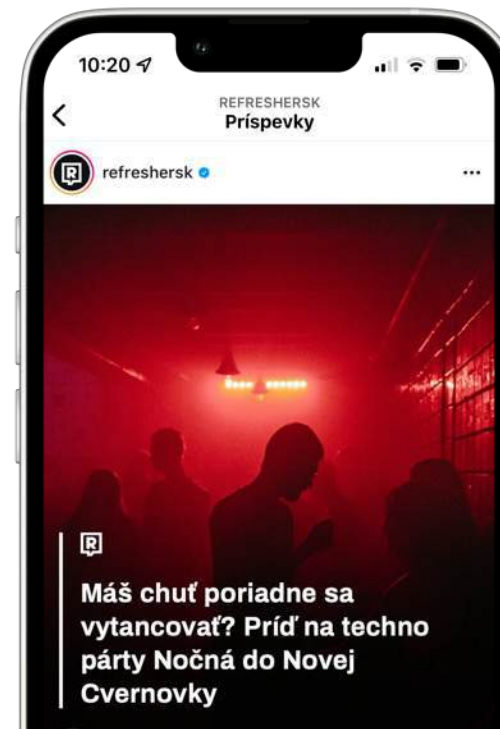 10:20
REFRESHERSK
Príspevky
R
refreshersk
R
Máš chuť poriadne sa
vytancovať? Príď na techno
párty Nočná do Novej
Cvernovky